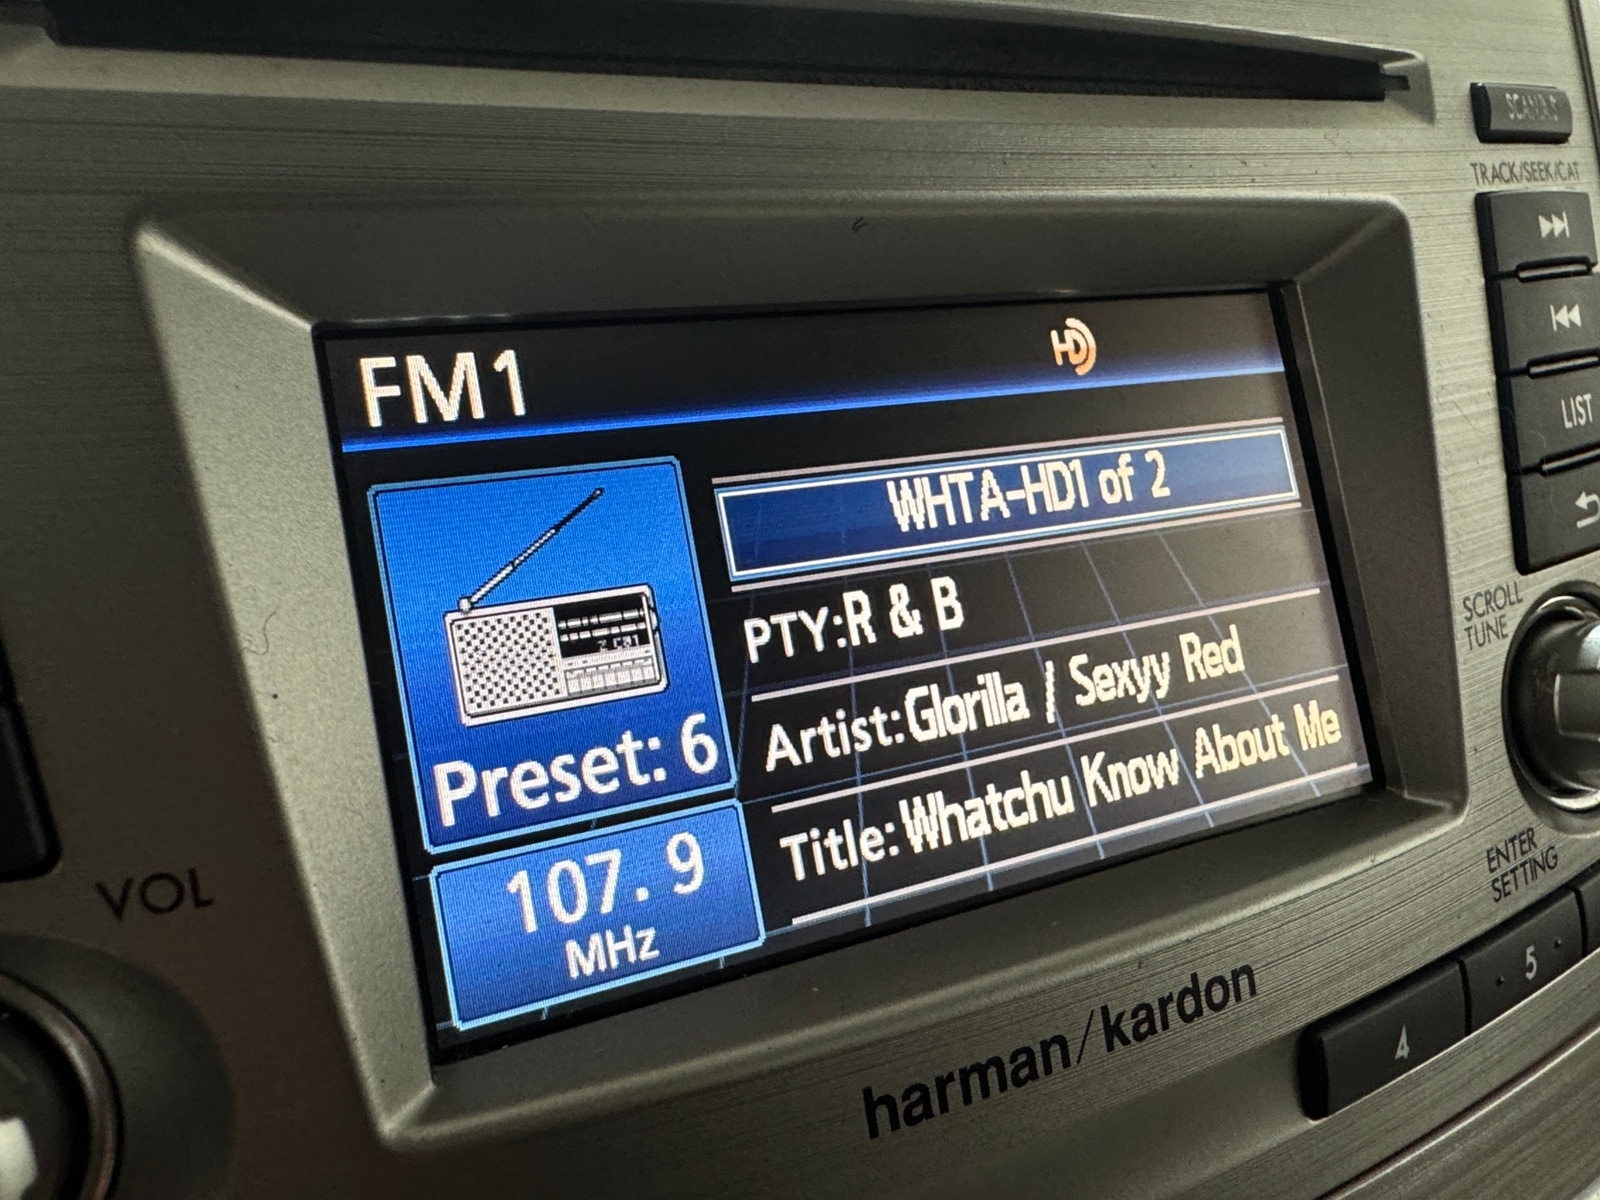 SCAN/A.S
TRACK/SEEK/CAT
LIST
SCROLL
TUNE
ENTER
SETTING
VOL
FM1
HD
WHTA-HD1 of 2
PTY:R & B
Artist:Glorilla / Sexyy Red
Title:Whatchu Know About Me
Preset: 6
107.9
MHz
harman/kardon
4
5